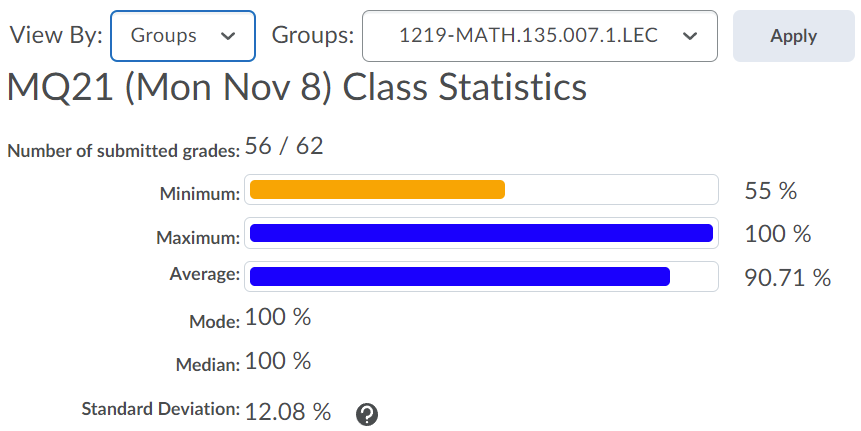 View By: Groups Groups: 1219-MATH.135.007.1.LEC Apply
MQ21 (Mon Nov 8) Class Statistics
Number of submitted grades: 56 / 62
Minimum: 55 %
Maximum: 100 %
Average: 90.71 %
Mode: 100 %
Median: 100 %
Standard Deviation: 12.08 % ?